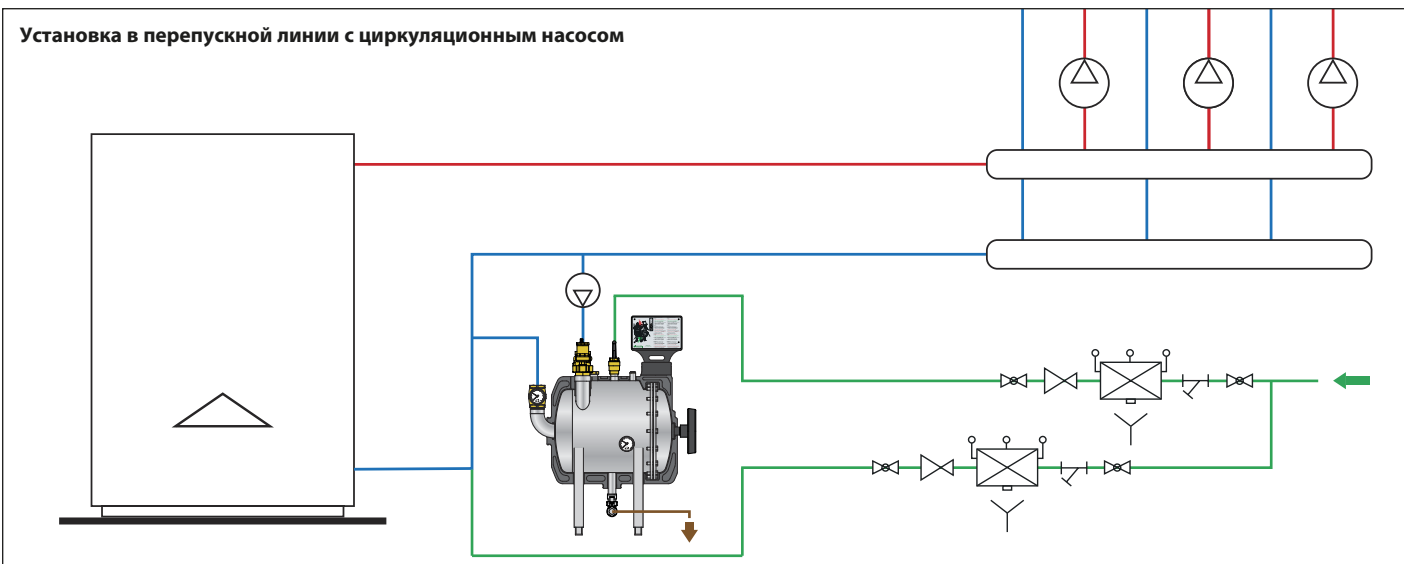 Установка в перепускной линии с циркуляционным насосом